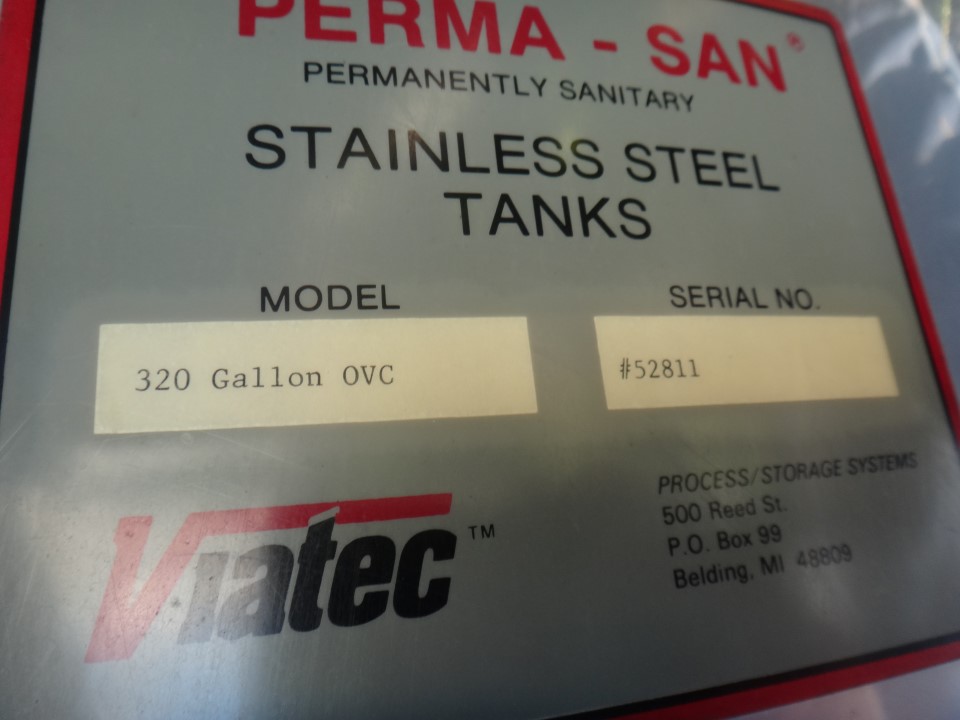 PERMA - SAN®
PERMANENTLY SANITARY
STAINLESS STEEL
TANKS
MODEL
SERIAL NO.
320 Gallon OVC
#52811
Viatec™
PROCESS/STORAGE SYSTEMS
500 Reed St.
P.O. Box 99
Belding, MI 48809